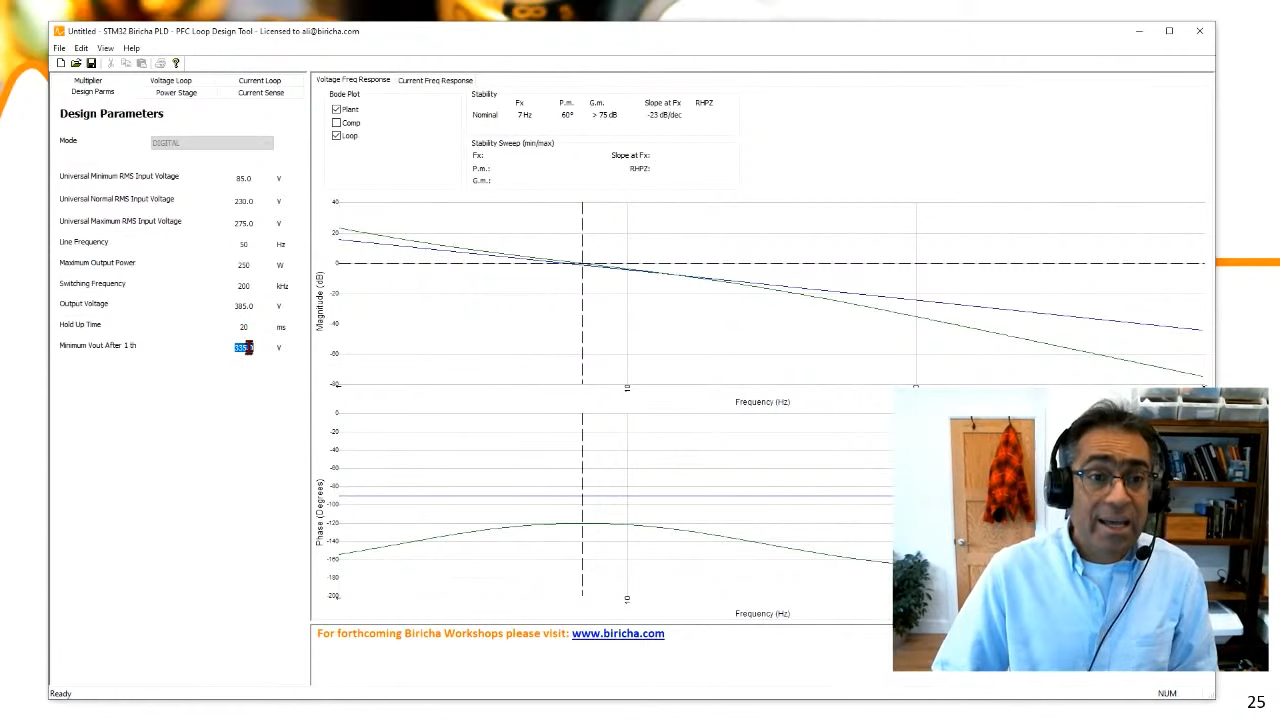 Untitled - STM32 Biricha PLD - PFC Loop Design Tool - Licensed to ali@biricha.com
File Edit View Help
Multiplier Voltage Loop Current Loop
Design Parms Power Stage Current Sense
Design Parameters
Mode DIGITAL
Universal Minimum RMS Input Voltage 85.0 V
Universal Normal RMS Input Voltage 230.0 V
Universal Maximum RMS Input Voltage 275.0 V
Line Frequency 50 Hz
Maximum Output Power 250 W
Switching Frequency 200 kHz
Output Voltage 385.0 V
Hold Up Time 20 ms
Minimum Vout After 1 th V
Voltage Freq Response Current Freq Response
Bode Plot
Plant
Comp
Loop
Stability
Fx P.m. G.m. Slope at Fx RHPZ
Nominal 7 Hz 60° > 75 dB -23 dB/dec
Stability Sweep (min/max)
Fx: Slope at Fx:
P.m.: RHPZ:
G.m.:
Magnitude (dB)
40
20
0
-20
-40
-60
-80
10
Frequency (Hz)
Phase (Degrees)
0
-20
-40
-60
-80
-100
-120
-140
-160
-180
-200
10
Frequency (Hz)
For forthcoming Biricha Workshops please visit: www.biricha.com
Ready NUM
25